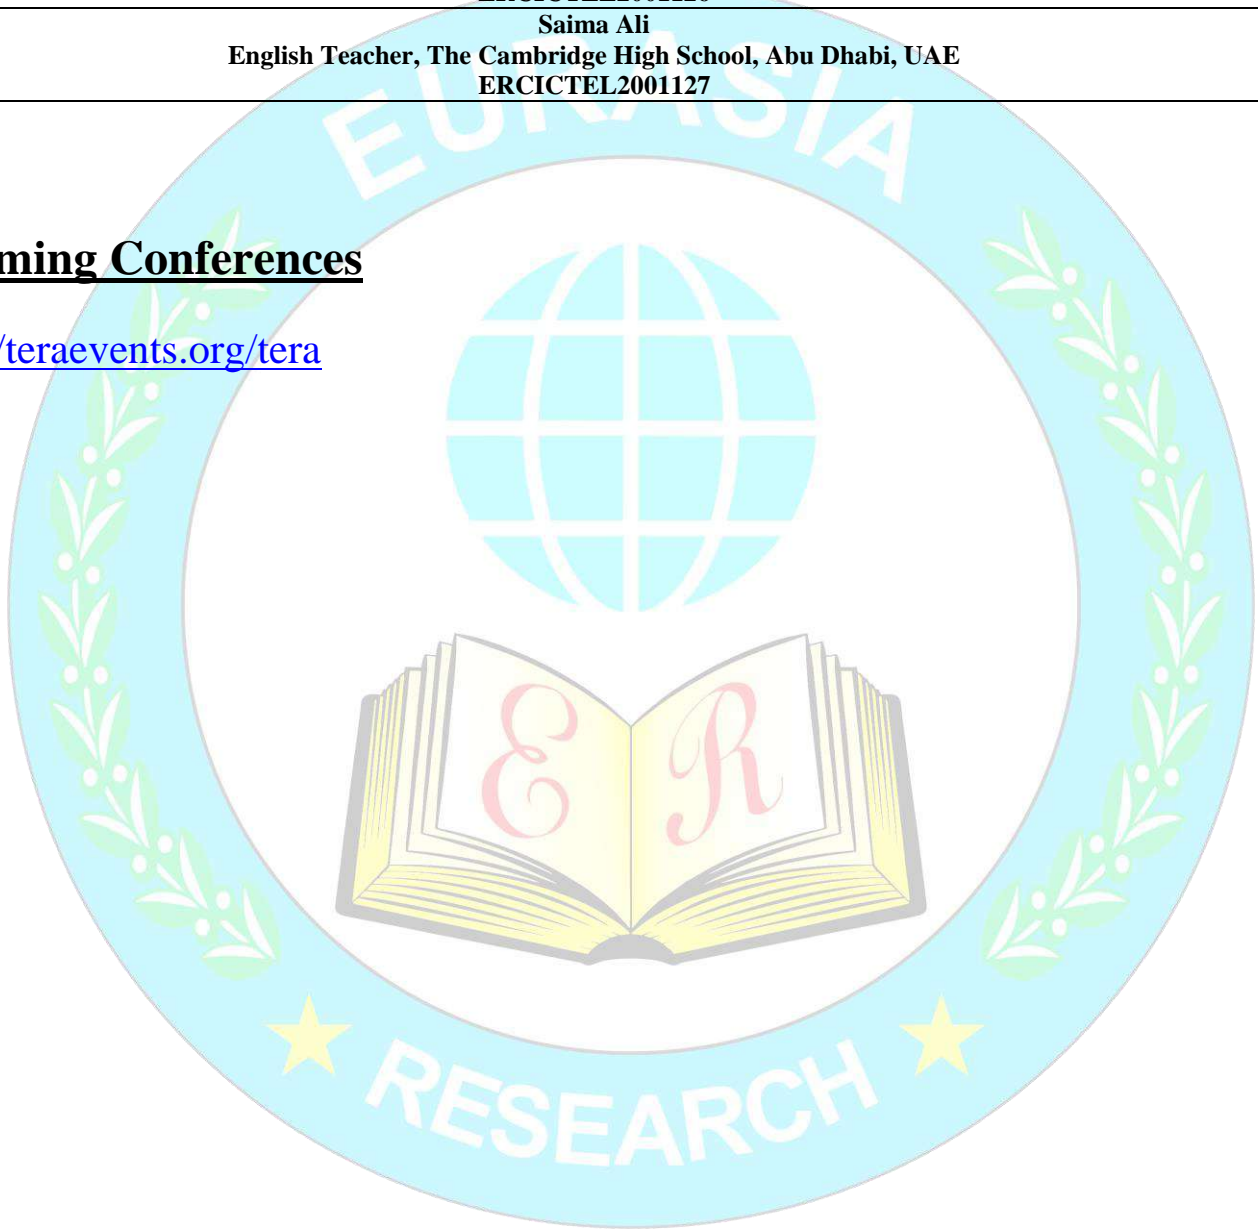 Saima Ali
English Teacher, The Cambridge High School, Abu Dhabi, UAE
ERCICTEL2001127
EURASIA
ming Conferences
/teraevents.org/tera
E R
RESEARCH